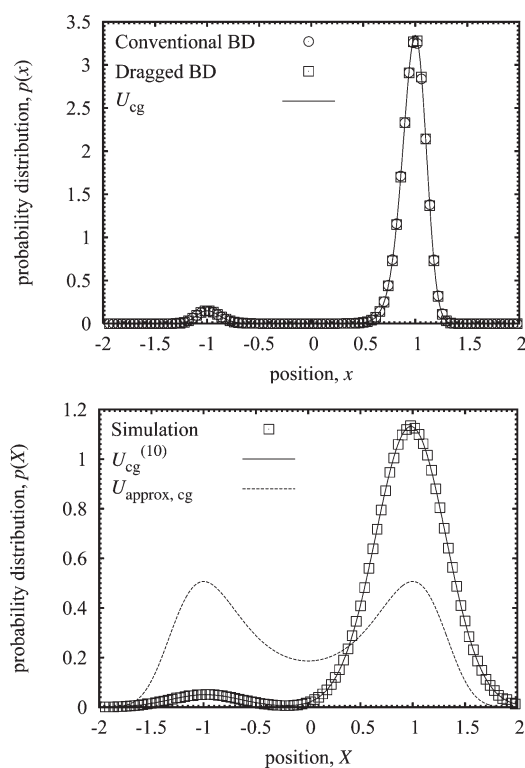 3.5
Conventional BD
3
Dragged BD
2.5
U_cg
2
1.5
1
0.5
0
probability distribution, p(x)
-2 -1.5 -1 -0.5 0 0.5 1 1.5 2
position, x
1.2
Simulation
1
U_cg^(10)
U_approx, cg
0.8
0.6
0.4
0.2
0
probability distribution, p(X)
-2 -1.5 -1 -0.5 0 0.5 1 1.5 2
position, X